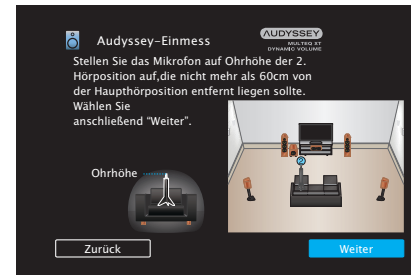 Audyssey-Einmess
AUDYSSEY
MULTEQ XT
DYNAMIC VOLUME
Stellen Sie das Mikrofon auf Ohrhöhe der 2.
Hörposition auf,die nicht mehr als 60cm von
der Haupthörposition entfernt liegen sollte.
Wählen Sie
anschließend “Weiter”.
Ohrhöhe
2
Zurück
Weiter